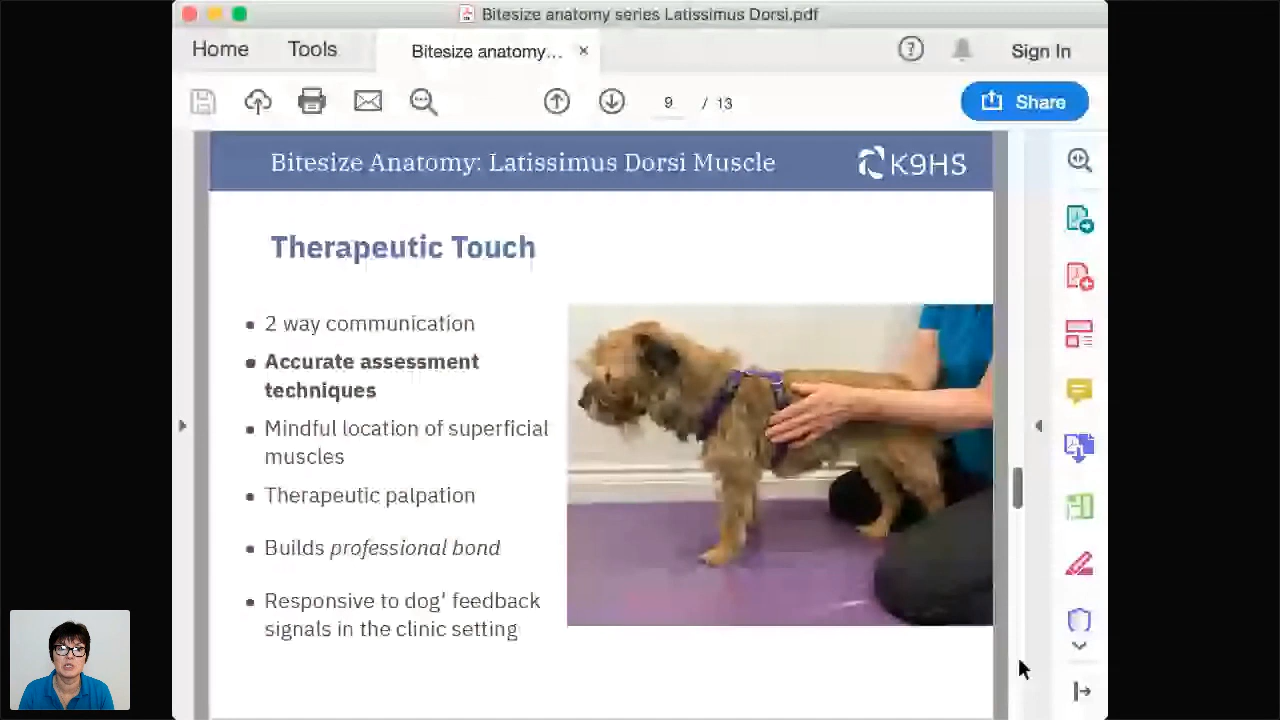 Bitesize anatomy series Latissimus Dorsi.pdf
Home Tools Bitesize anatomy... × ? Sign In
9 / 13 Share
Bitesize Anatomy: Latissimus Dorsi Muscle K9HS
Therapeutic Touch
2 way communication
Accurate assessment
techniques
Mindful location of superficial
muscles
Therapeutic palpation
Builds professional bond
Responsive to dog' feedback
signals in the clinic setting